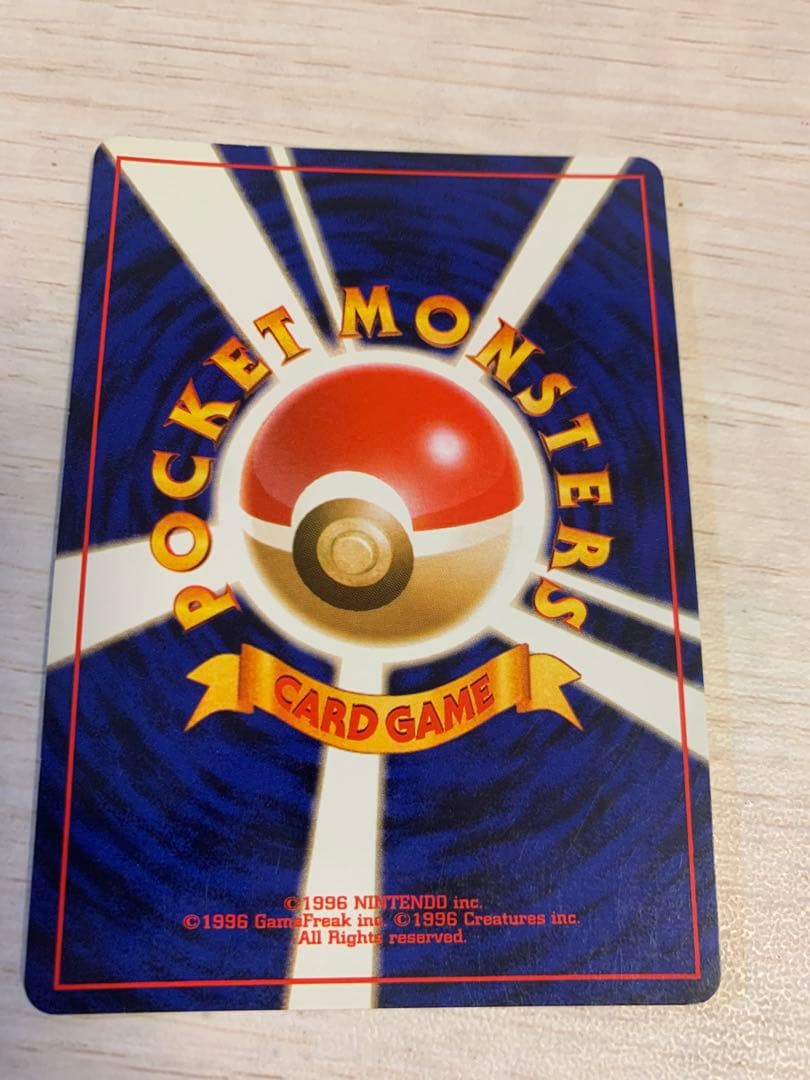 POCKET MONSTERS
CARD GAME
©1996 NINTENDO inc.
©1996 GameFreak inc. ©1996 Creatures inc.
All Rights reserved.